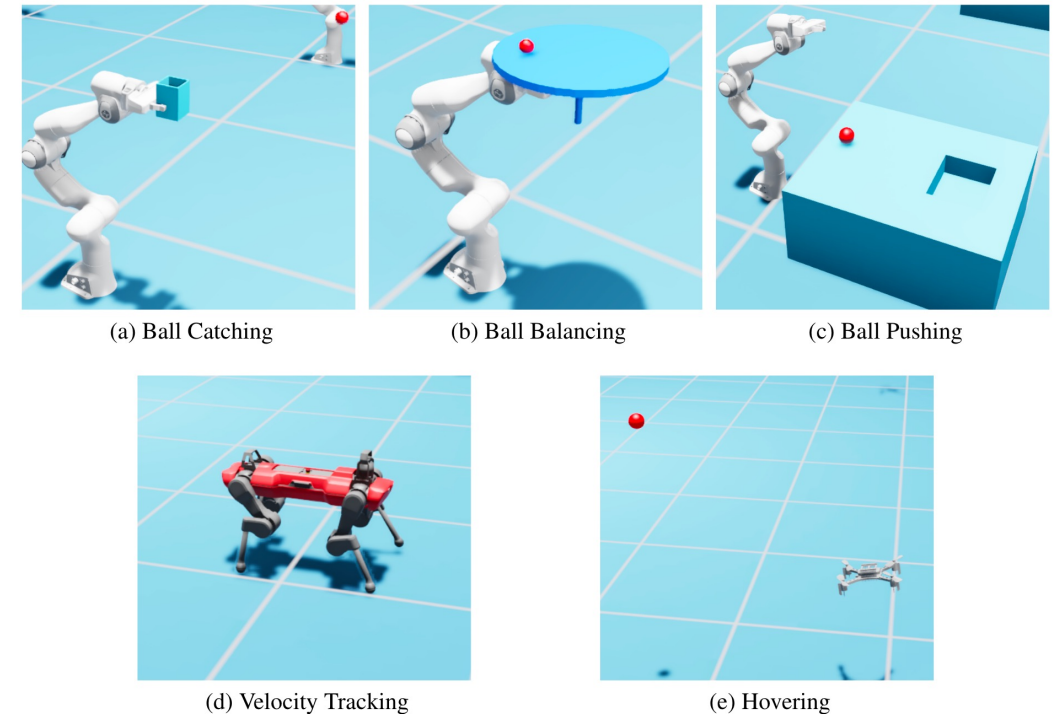 (a) Ball Catching
(b) Ball Balancing
(c) Ball Pushing
(d) Velocity Tracking
(e) Hovering